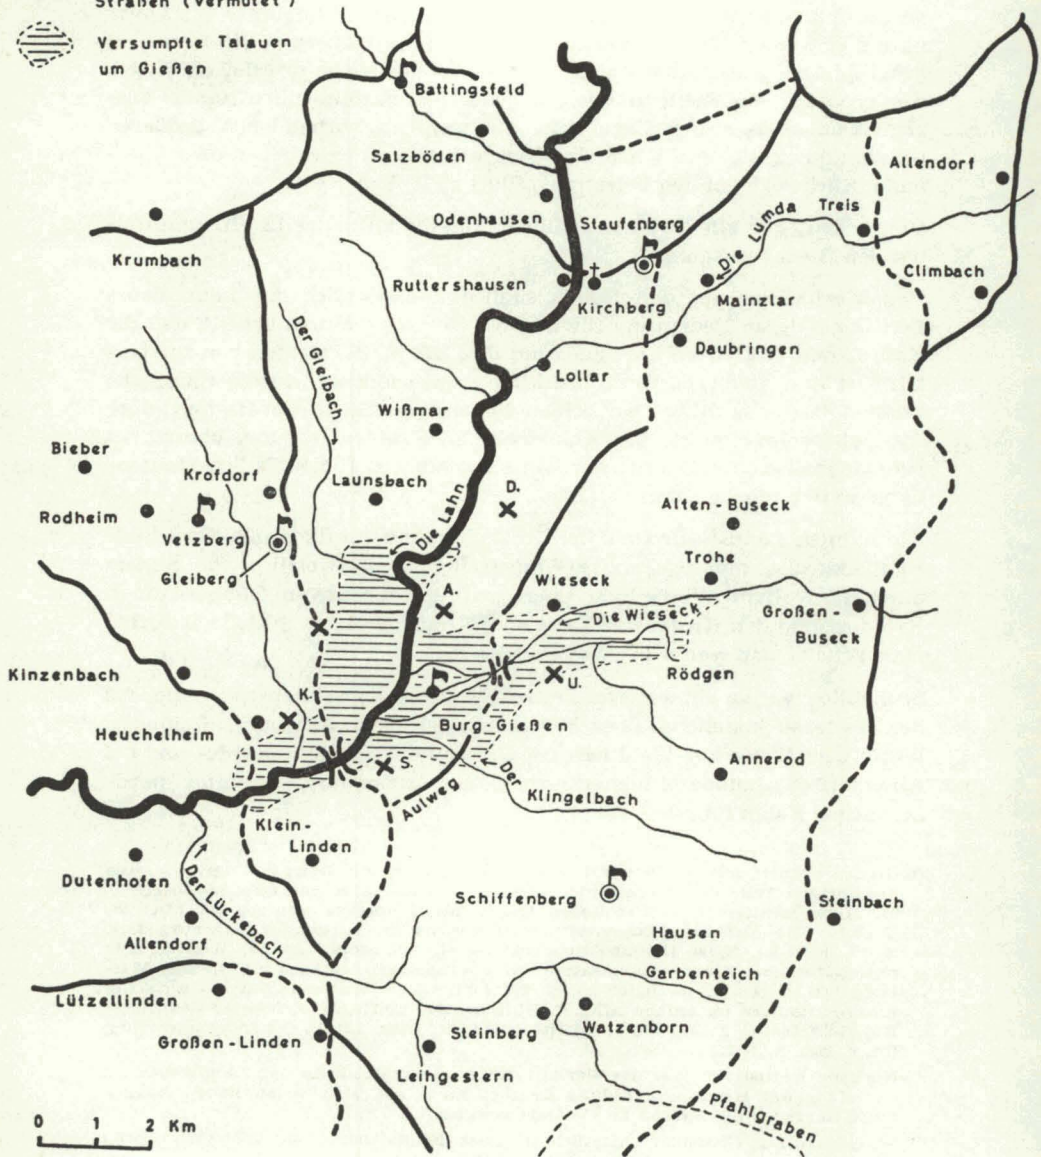 Straßen (vermutet)
Versumpfte Talauen
um Gießen
Battingsfeld
Salzböden
Allendorf
Odenhausen
Staufenberg
Treis
Die Lumda
Krumbach
Ruttershausen
Kirchberg
Mainzlar
Climbach
Der Gleibach
Daubringen
Lollar
Wißmar
Bieber
Krofdorf
Launsbach
Die Lahn
D.
Alten-Buseck
Rodheim
Vetzberg
Trohe
Gleiberg
Wieseck
L.
A.
Die Wieseck
Großen-
Buseck
Kinzenbach
K.
U.
Rödgen
Heuchelheim
Burg-Gießen
S.
Annerod
Aulweg
Der
Klingelbach
Klein-
Linden
Dutenhofen
Der Lückebach
Schiffenberg
Steinbach
Allendorf
Hausen
Garbenteich
Lützellinden
Steinberg
Watzenborn
Großen-Linden
Leihgestern
Pfahlgraben
0 1 2 Km